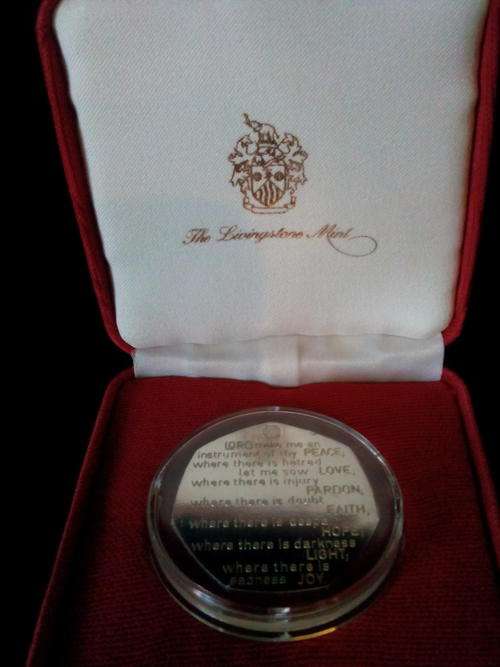 The Livingstone Mint
LORD make me an
instrument of thy PEACE,
where there is hatred
let me sow LOVE,
where there is injury
PARDON,
where there is doubt
FAITH,
where there is despair
HOPE,
where there is darkness
LIGHT,
where there is
sadness JOY.